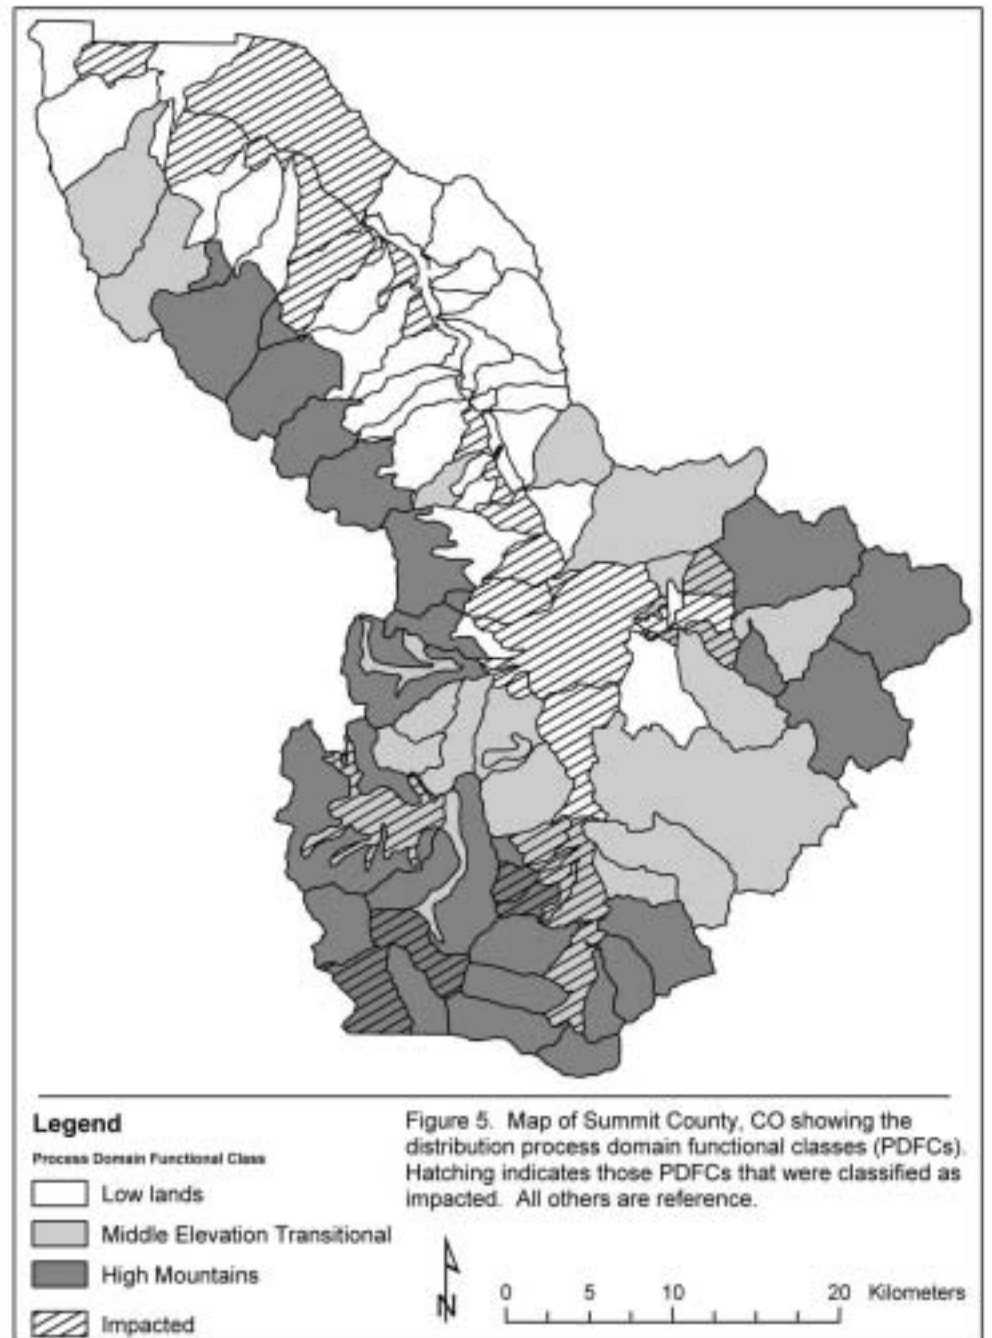 Legend
Process Domain Functional Class
Low lands
Middle Elevation Transitional
High Mountains
Impacted
Figure 5. Map of Summit County, CO showing the
distribution process domain functional classes (PDFCs).
Hatching indicates those PDFCs that were classified as
impacted. All others are reference.
N
0 5 10 20 Kilometers